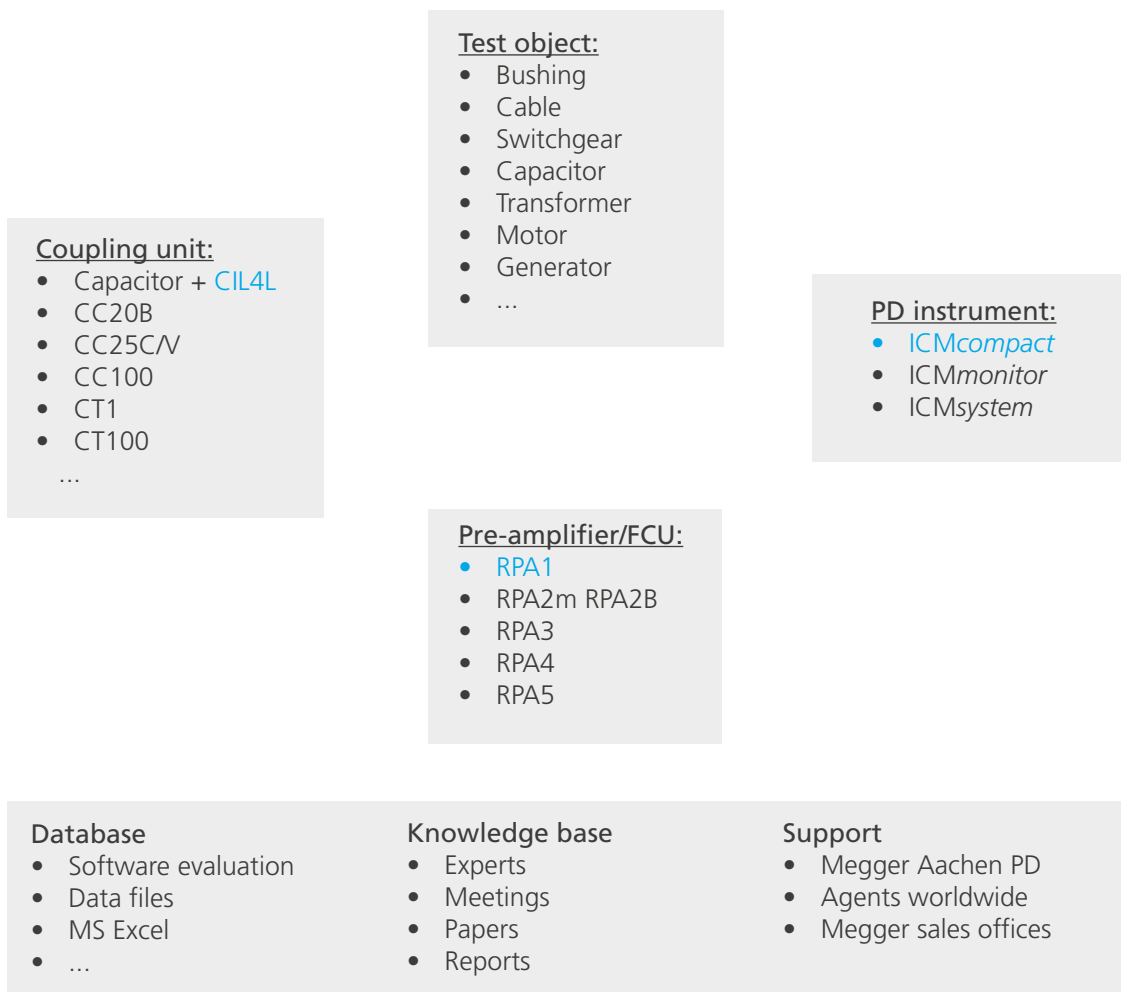 Test object:
• Bushing
• Cable
• Switchgear
• Capacitor
• Transformer
• Motor
• Generator
• ...
Coupling unit:
• Capacitor + CIL4L
• CC20B
• CC25C/V
• CC100
• CT1
• CT100
...
PD instrument:
• ICMcompact
• ICMmonitor
• ICMsystem
Pre-amplifier/FCU:
• RPA1
• RPA2m RPA2B
• RPA3
• RPA4
• RPA5
Database
• Software evaluation
• Data files
• MS Excel
• ...
Knowledge base
• Experts
• Meetings
• Papers
• Reports
Support
• Megger Aachen PD
• Agents worldwide
• Megger sales offices